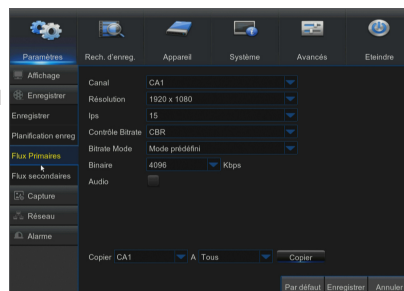 Paramètres Rech. d'enreg. Appareil Système Avancés Eteindre
Affichage
Enregistrer
Enregistrer
Planification enreg
Flux Primaires
Flux secondaires
Capture
Réseau
Alarme
Canal CA1
Résolution 1920 x 1080
Ips 15
Contrôle Bitrate CBR
Bitrate Mode Mode prédéfini
Binaire 4096 Kbps
Audio
Copier CA1 A Tous Copier
Par défaut Enregistrer Annuler